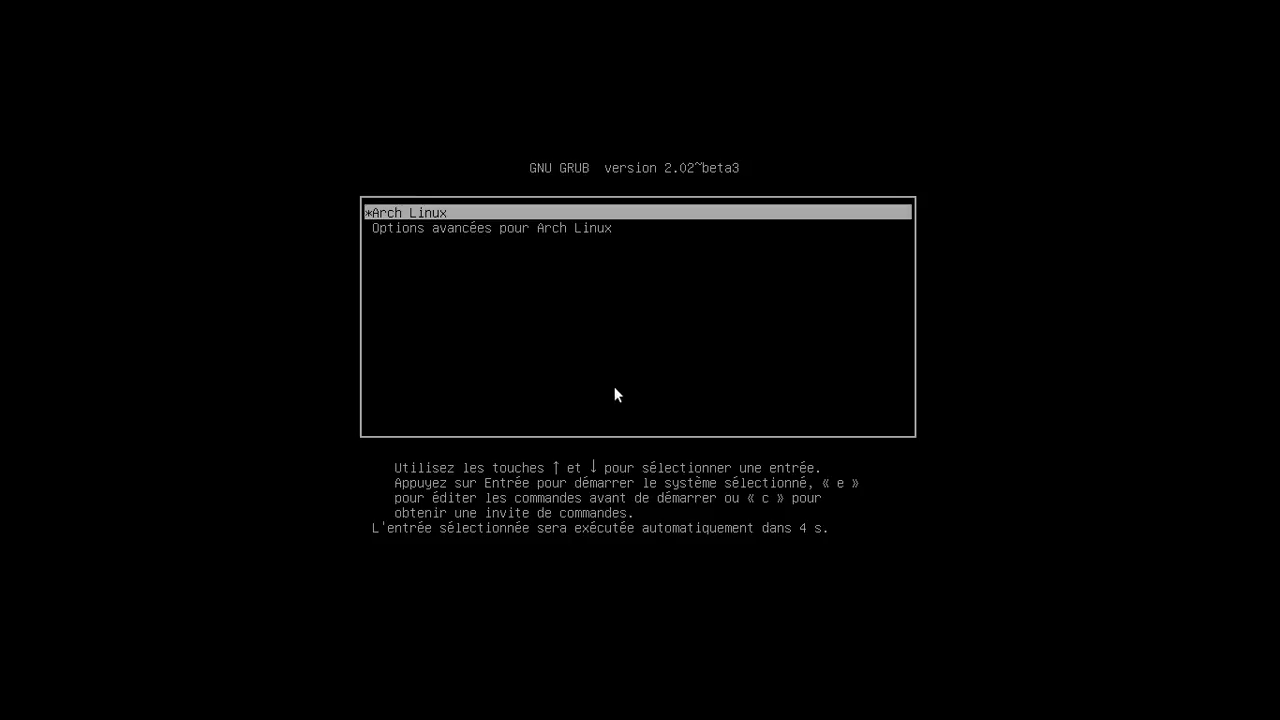 GNU GRUB  version 2.02~beta3
*Arch Linux
Options avancées pour Arch Linux
Utilisez les touches ↑ et ↓ pour sélectionner une entrée.
Appuyez sur Entrée pour démarrer le système sélectionné, « e »
pour éditer les commandes avant de démarrer ou « c » pour
obtenir une invite de commandes.
L'entrée sélectionnée sera exécutée automatiquement dans 4 s.